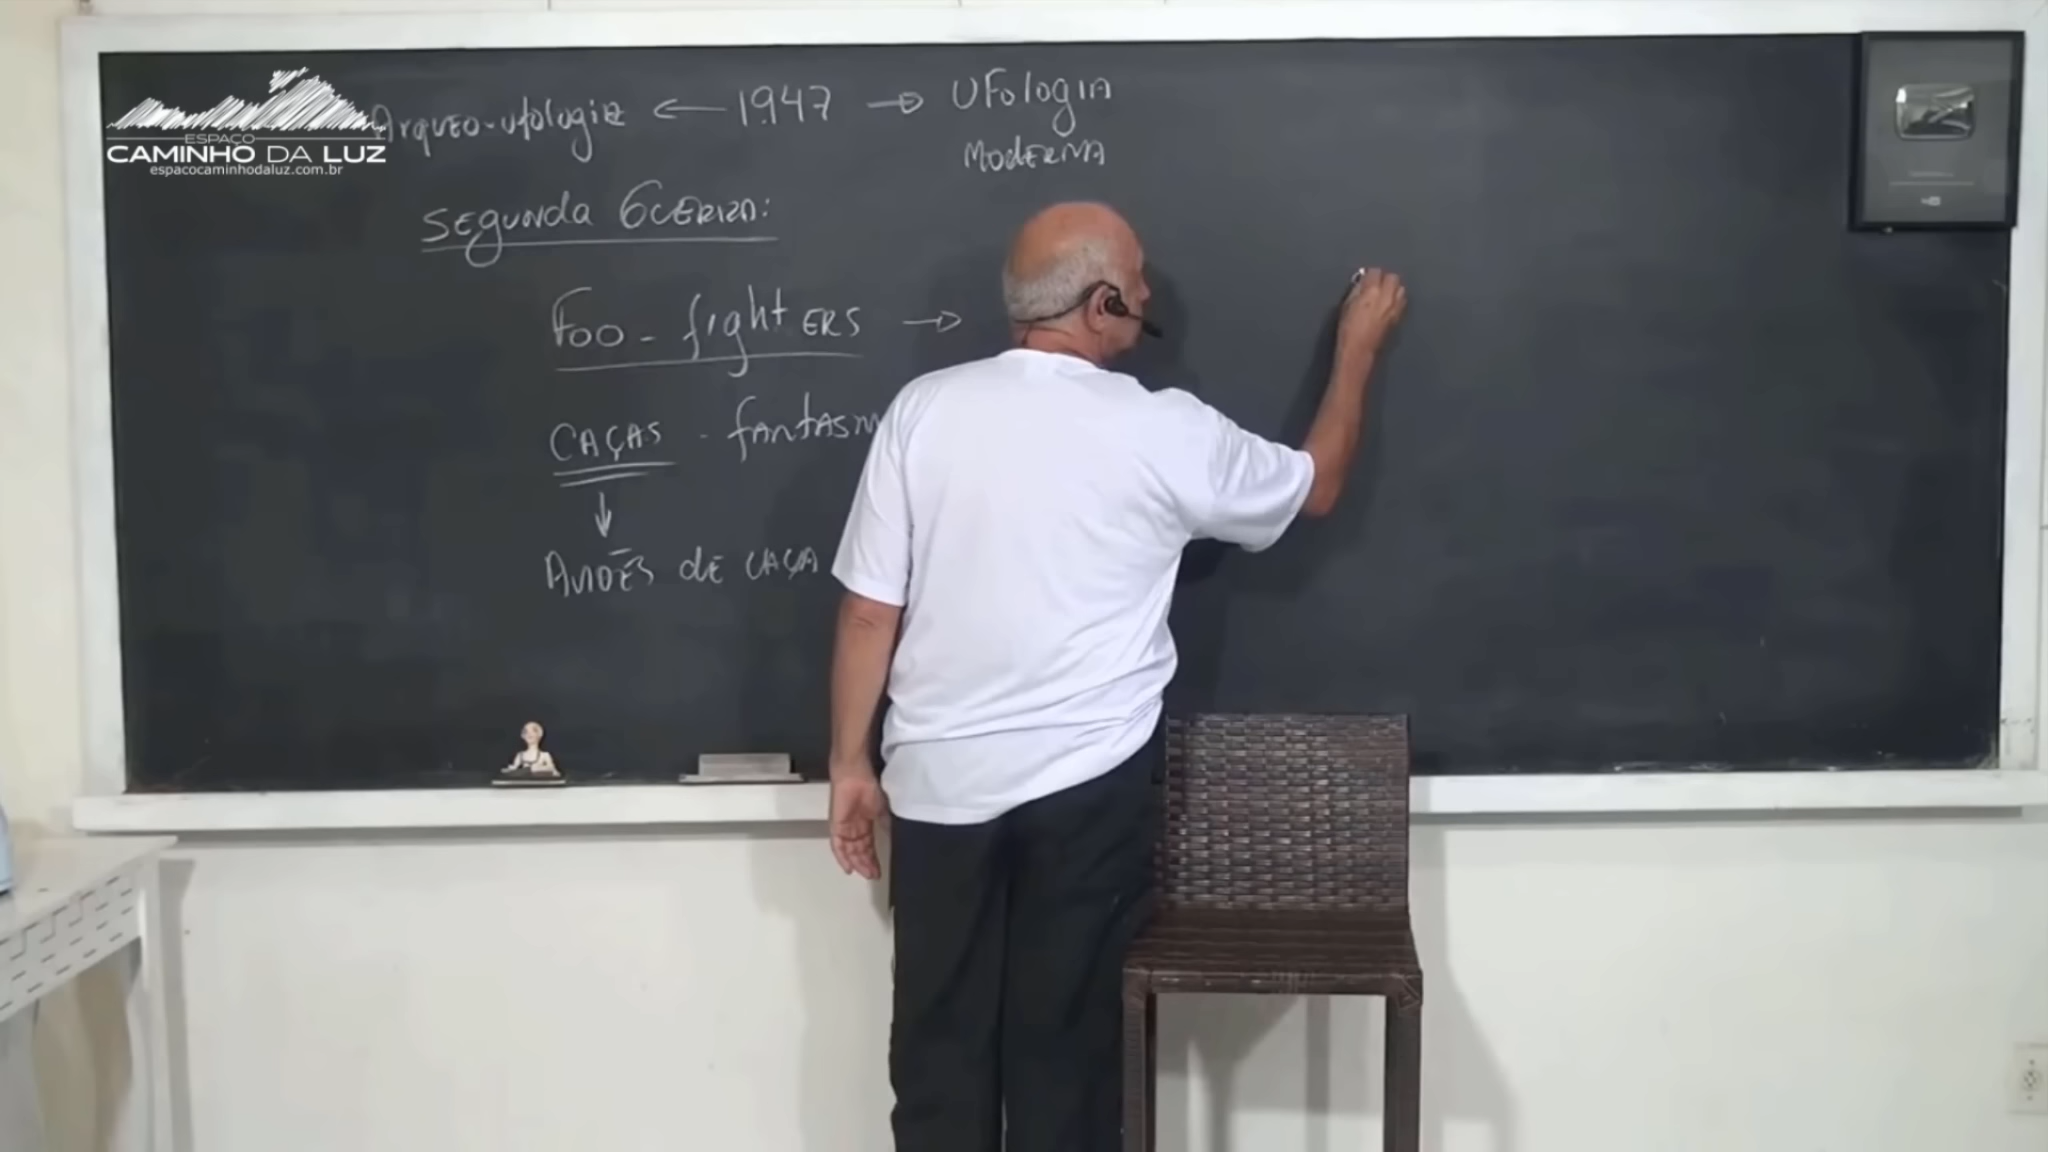 Arqueo-ufologia ← 1947 → Ufologia
Moderna
ESPAÇO
CAMINHO DA LUZ
espacocaminhodaluz.com.br
Segunda Guerra:
Foo-fighters →
Caças - fantasm
↓
Aviões de caça